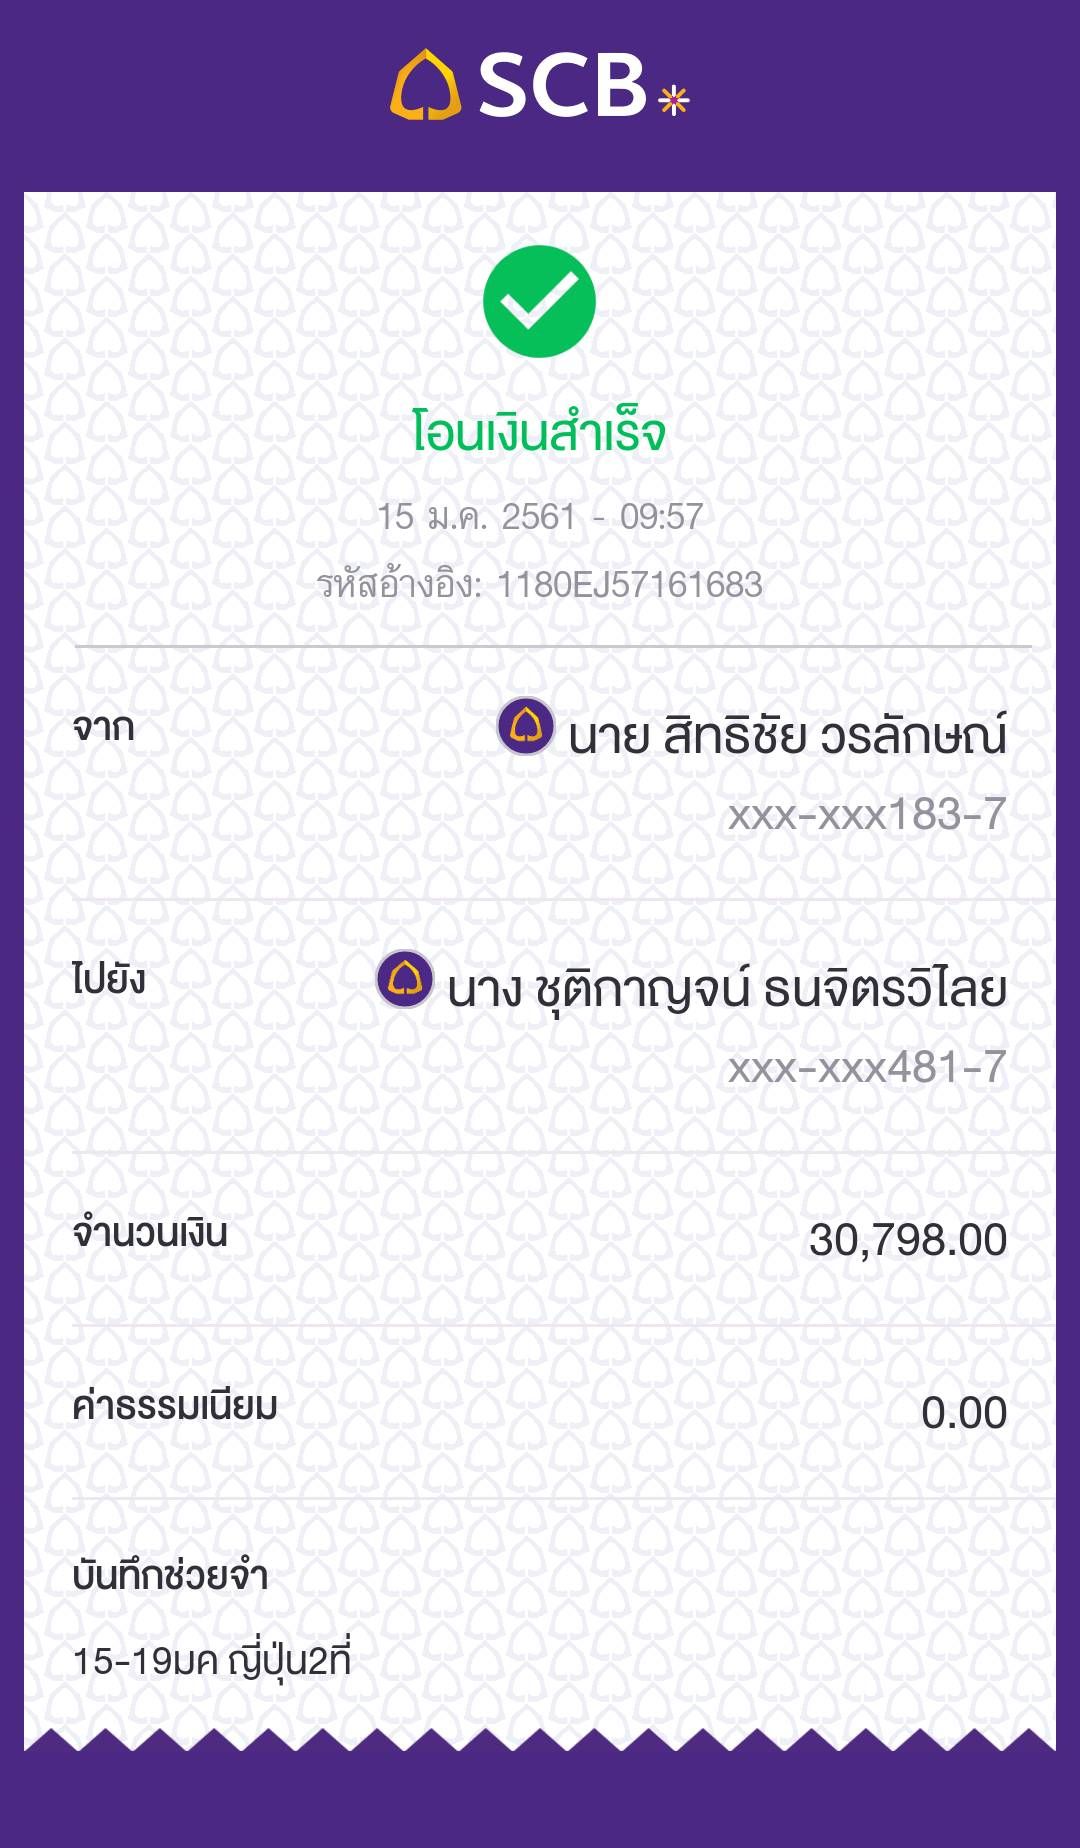 SCB
โอนเงินสำเร็จ
15 ม.ค. 2561 - 09:57
รหัสอ้างอิง: 1180EJ57161683
จาก
นาย สิทธิชัย วรลักษณ์
xxx-xxx183-7
ไปยัง
นาง ชุติกาญจน์ ธนจิตรวิไลย
xxx-xxx481-7
จำนวนเงิน 30,798.00
ค่าธรรมเนียม 0.00
บันทึกช่วยจำ
15-19มค ญี่ปุ่น2ที่